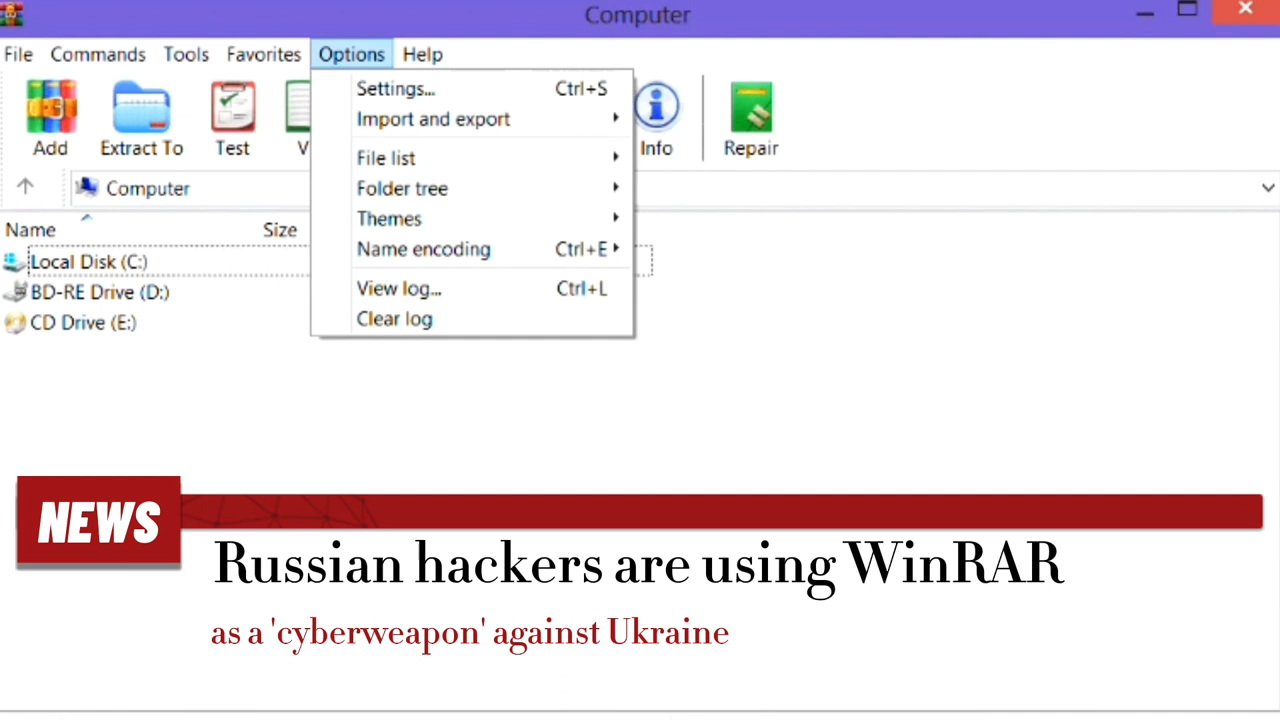 Computer
File Commands Tools Favorites Options Help
Settings... Ctrl+S
Import and export
Add Extract To Test V Info Repair
File list
Computer
Folder tree
Themes
Name Size
Name encoding Ctrl+E
Local Disk (C:)
BD-RE Drive (D:)
View log... Ctrl+L
CD Drive (E:)
Clear log
NEWS
Russian hackers are using WinRAR
as a 'cyberweapon' against Ukraine